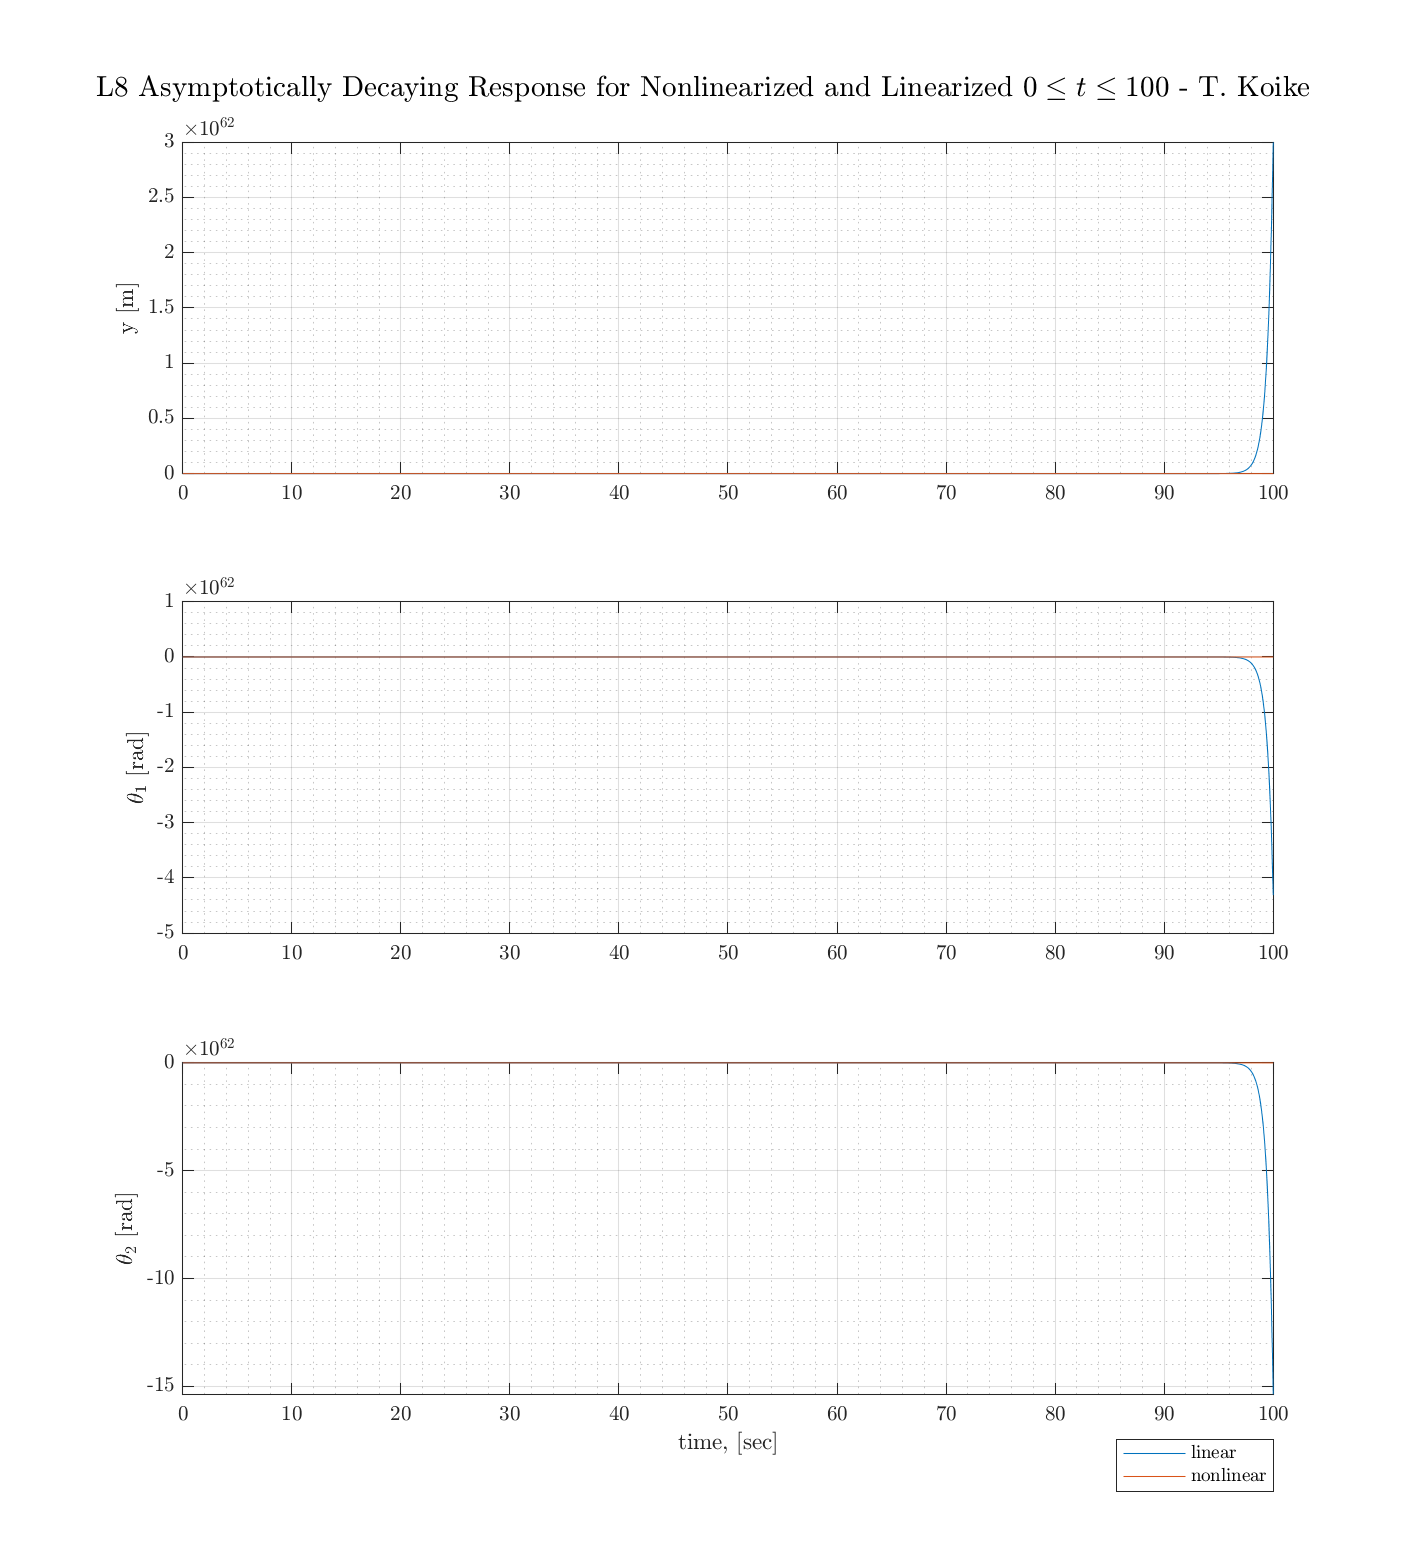 L8 Asymptotically Decaying Response for Nonlinearized and Linearized 0 ≤ t ≤ 100 - T. Koike
×10^62
3
2.5
2
1.5
1
0.5
0
y [m]
0 10 20 30 40 50 60 70 80 90 100
×10^62
1
0
-1
-2
-3
-4
-5
θ₁ [rad]
0 10 20 30 40 50 60 70 80 90 100
×10^62
0
-5
-10
-15
θ₂ [rad]
0 10 20 30 40 50 60 70 80 90 100
time, [sec]
linear
nonlinear